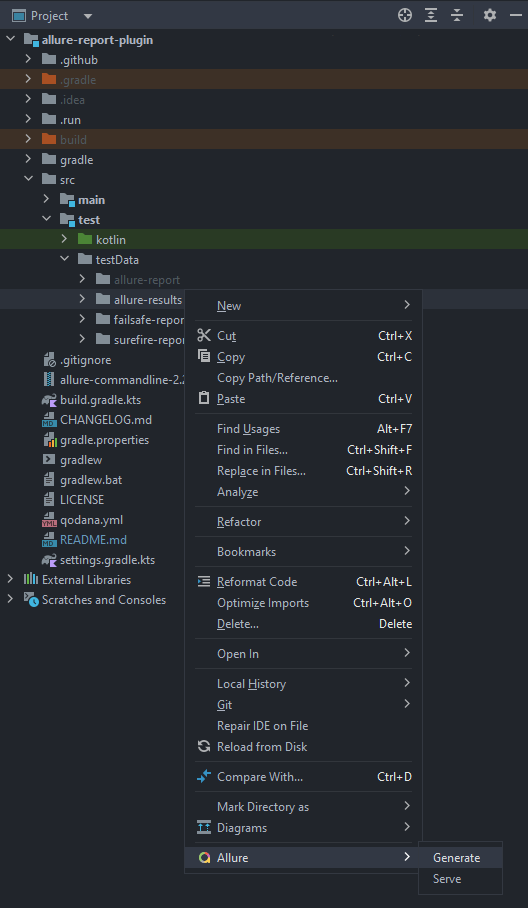 Project
allure-report-plugin
.github
.gradle
.idea
.run
build
gradle
src
main
test
kotlin
testData
allure-report
allure-results
failsafe-repor
surefire-repor
.gitignore
allure-commandline-2.2
build.gradle.kts
CHANGELOG.md
gradle.properties
gradlew
gradlew.bat
LICENSE
qodana.yml
README.md
settings.gradle.kts
External Libraries
Scratches and Consoles
New
Cut Ctrl+X
Copy Ctrl+C
Copy Path/Reference...
Paste Ctrl+V
Find Usages Alt+F7
Find in Files... Ctrl+Shift+F
Replace in Files... Ctrl+Shift+R
Analyze
Refactor
Bookmarks
Reformat Code Ctrl+Alt+L
Optimize Imports Ctrl+Alt+O
Delete... Delete
Open In
Local History
Git
Repair IDE on File
Reload from Disk
Compare With... Ctrl+D
Mark Directory as
Diagrams
Allure
Generate
Serve